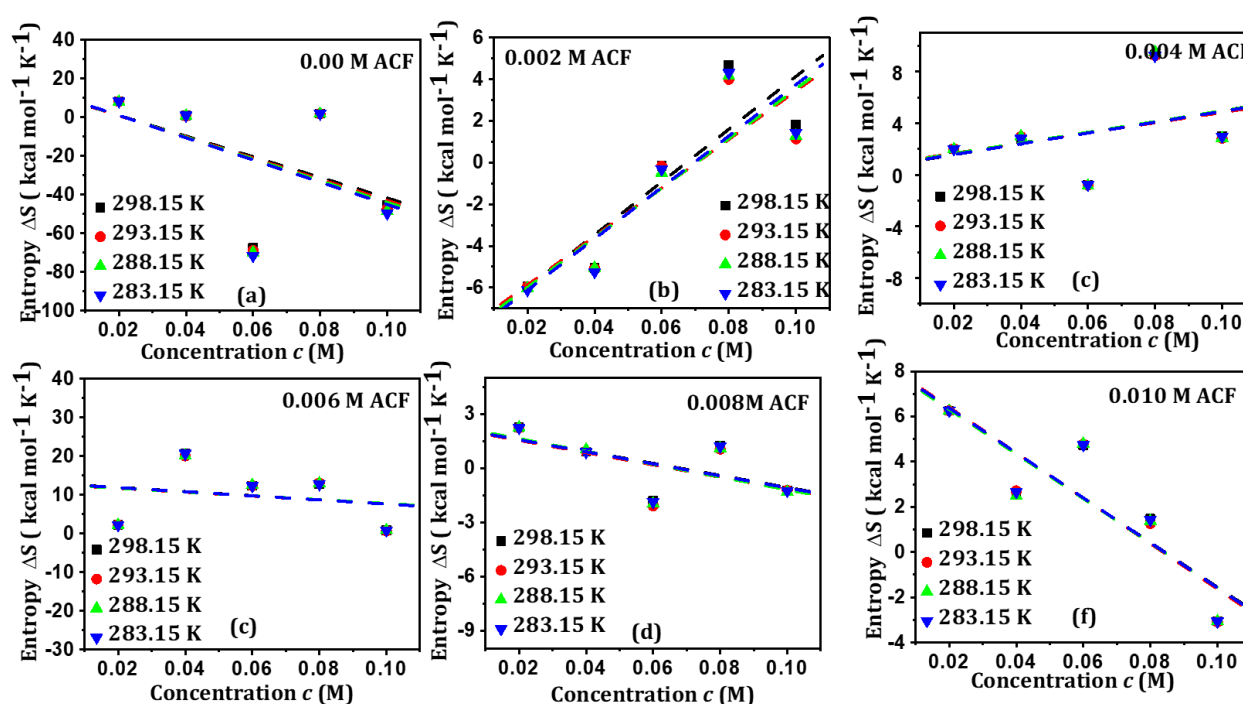 Entropy ΔS ( kcal mol⁻¹ K⁻¹)
40
20
0
-20
-40
-60
-80
-100
0.00 M ACF
298.15 K
293.15 K
288.15 K
283.15 K
(a)
0.02 0.04 0.06 0.08 0.10
Concentration c (M)
Entropy ΔS ( kcal mol⁻¹ K⁻¹)
6
4
2
0
-2
-4
-6
0.002 M ACF
298.15 K
293.15 K
288.15 K
283.15 K
(b)
0.02 0.04 0.06 0.08 0.10
Concentration c (M)
Entropy ΔS ( kcal mol⁻¹ K⁻¹)
8
4
0
-4
-8
0.004 M ACF
298.15 K
293.15 K
288.15 K
283.15 K
(c)
0.02 0.04 0.06 0.08 0.10
Concentration c (M)
Entropy ΔS ( kcal mol⁻¹ K⁻¹)
40
30
20
10
0
-10
-20
-30
0.006 M ACF
298.15 K
293.15 K
288.15 K
283.15 K
(c)
0.02 0.04 0.06 0.08 0.10
Concentration c (M)
Entropy ΔS ( kcal mol⁻¹ K⁻¹)
3
0
-3
-6
-9
0.008M ACF
298.15 K
293.15 K
288.15 K
283.15 K
(d)
0.02 0.04 0.06 0.08 0.10
Concentration c (M)
Entropy ΔS ( kcal mol⁻¹ K⁻¹)
8
6
4
2
0
-2
-4
0.010 M ACF
298.15 K
293.15 K
288.15 K
283.15 K
(f)
0.02 0.04 0.06 0.08 0.10
Concentration c (M)